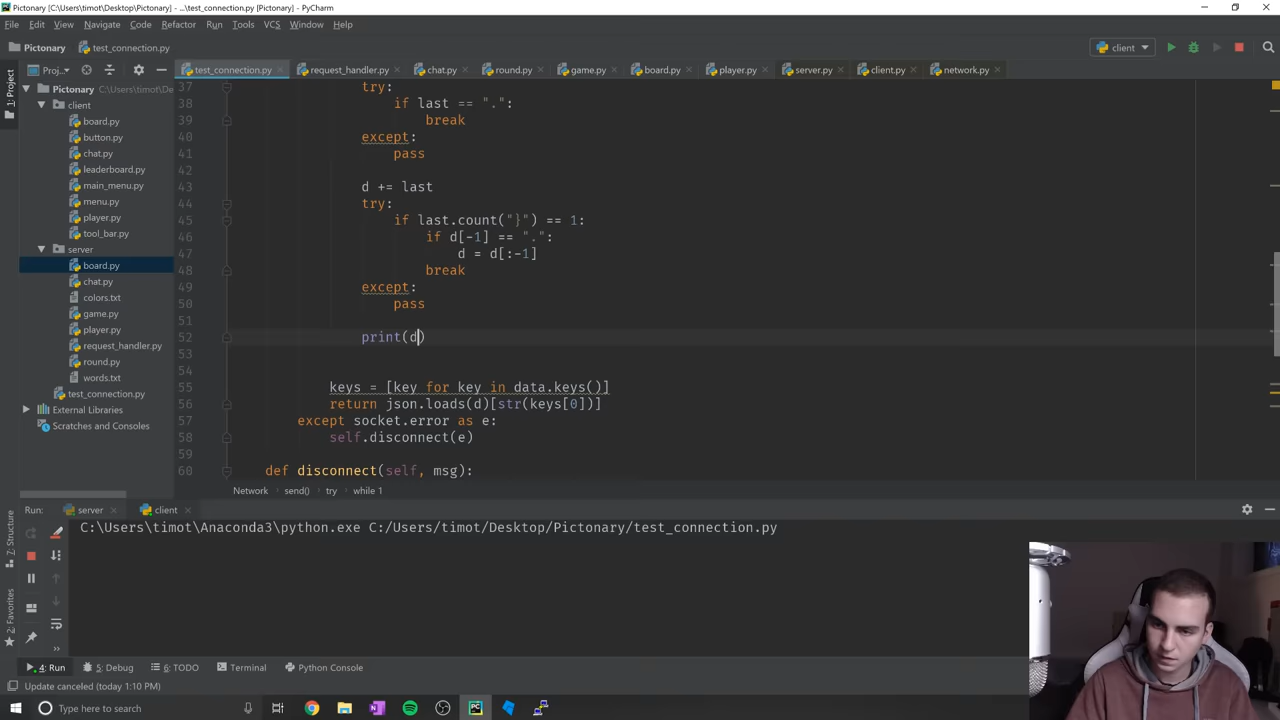 Pictonary [C:\Users\timot\Desktop\Pictonary] - ...\test_connection.py [Pictonary] - PyCharm
File Edit View Navigate Code Refactor Run Tools VCS Window Help
Pictonary test_connection.py client
Proj... test_connection.py request_handler.py chat.py round.py game.py board.py player.py server.py client.py network.py
1: Project
Pictonary C:\Users\timot\Desktop\Pictonary
client
board.py
button.py
chat.py
leaderboard.py
main_menu.py
menu.py
player.py
tool_bar.py
server
board.py
chat.py
colors.txt
game.py
player.py
request_handler.py
round.py
words.txt
test_connection.py
External Libraries
Scratches and Consoles
37 try:
38 if last == ".":
39 break
40 except:
41 pass
42
43 d += last
44 try:
45 if last.count("}") == 1:
46 if d[-1] == ".":
47 d = d[:-1]
48 break
49 except:
50 pass
51
52 print(d)
53
54
55 keys = [key for key in data.keys()]
56 return json.loads(d)[str(keys[0])]
57 except socket.error as e:
58 self.disconnect(e)
59
60 def disconnect(self, msg):
Network send() try while 1
Run: server client
C:\Users\timot\Anaconda3\python.exe C:/Users/timot/Desktop/Pictonary/test_connection.py
7: Structure
2: Favorites
4: Run 5: Debug 6: TODO Terminal Python Console
Update canceled (today 1:10 PM)
Type here to search